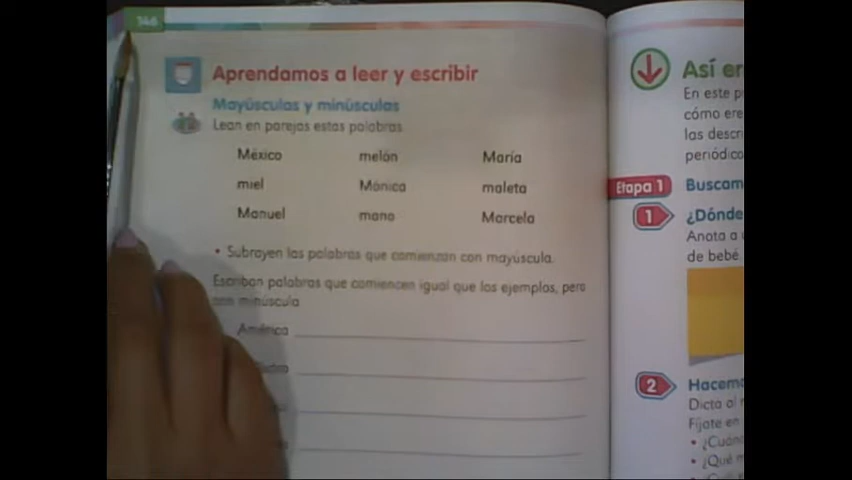 146
Aprendamos a leer y escribir
Mayúsculas y minúsculas
Lean en parejas estas palabras
México melón María
miel Mónica maleta
Manuel mano Marcela
• Subrayen las palabras que comienzan con mayúscula.
Escriban palabras que comiencen igual que los ejemplos, pero
con minúscula
América
Así er
En este p
cómo ere
las descri
periódico
Etapa 1 Buscam
1 ¿Dónde
Anota a
de bebé
2 Hacemo
Dicta al
Fíjate en
• ¿Cuánt
• ¿Qué